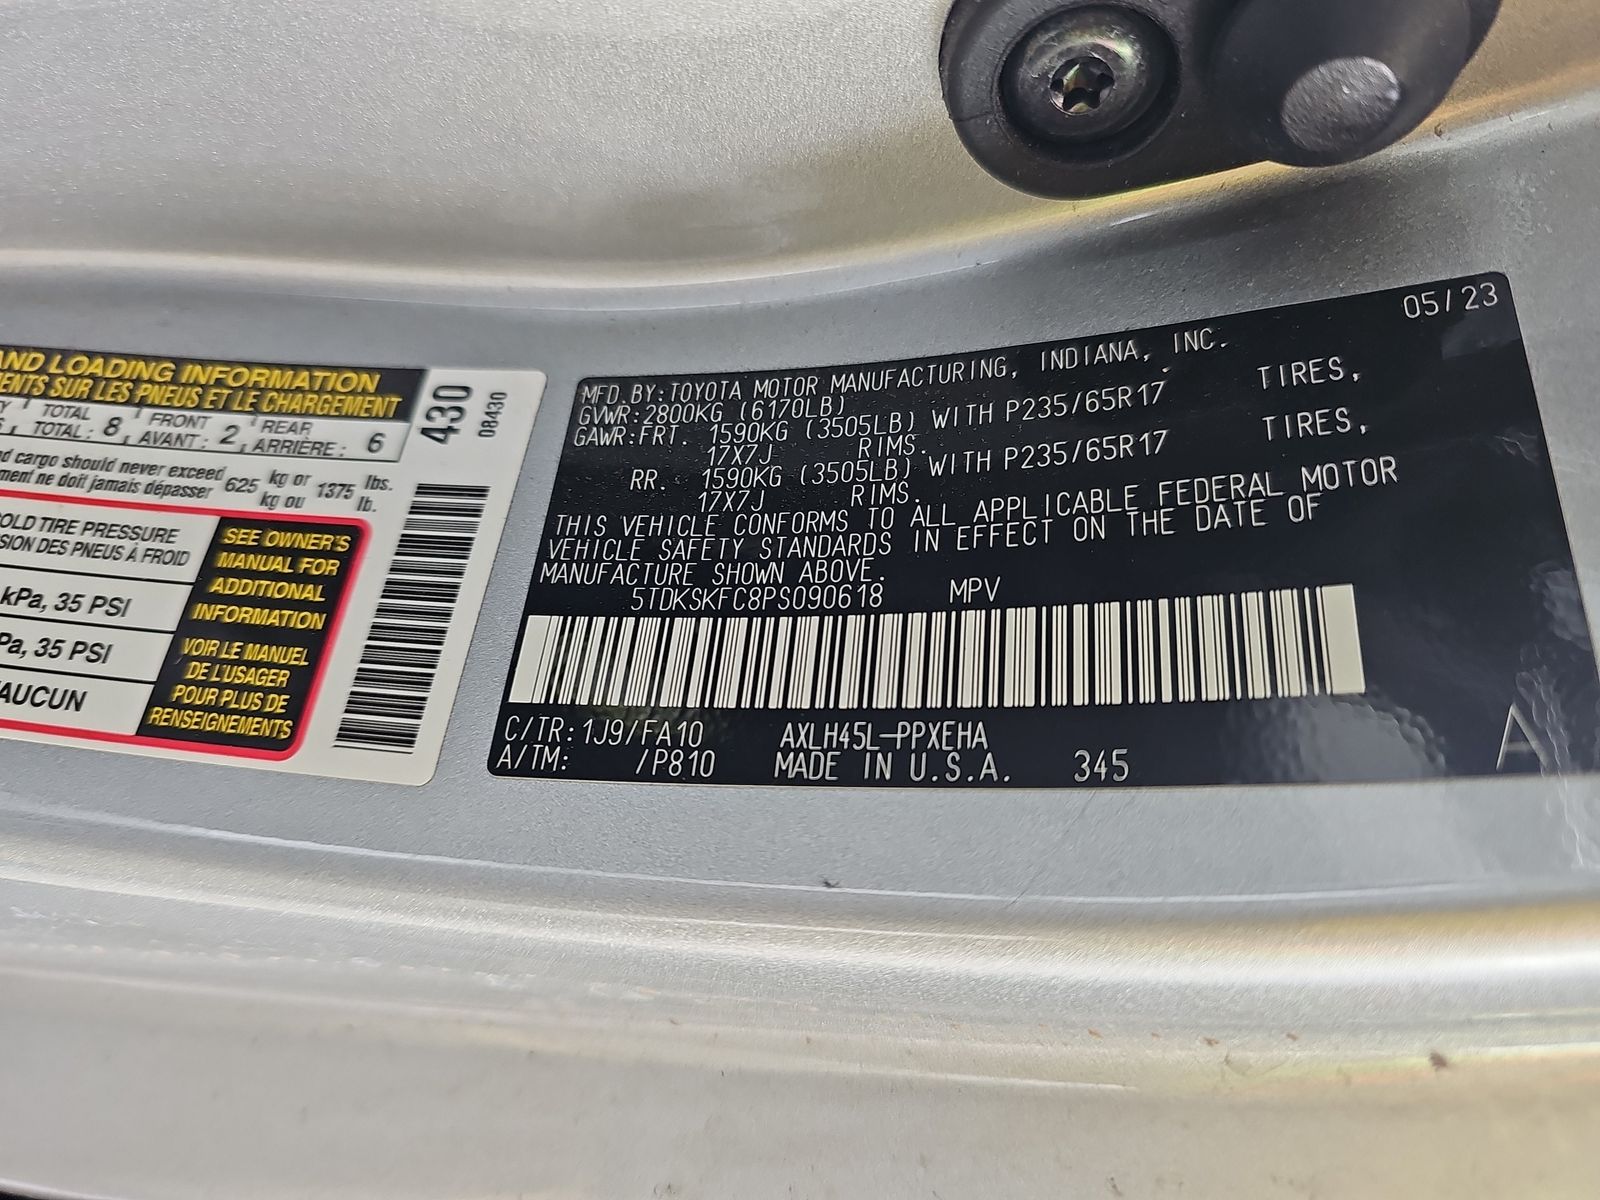 AND LOADING INFORMATION
SUR LES PNEUS ET LE CHARGEMENT
TOTAL FRONT REAR
TOTAL: 8 AVANT: 2 ARRIÈRE: 6
cargo should never exceed 625 kg or 1375 lbs.
ne doit jamais dépasser kg ou lb.
430
08430
TIRE PRESSURE
DES PNEUS À FROID
kPa, 35 PSI
35 PSI
AUCUN
SEE OWNER'S
MANUAL FOR
ADDITIONAL
INFORMATION
VOIR LE MANUEL
DE L'USAGER
POUR PLUS DE
RENSEIGNEMENTS
05/23
MFD.BY:TOYOTA MOTOR MANUFACTURING, INDIANA, INC.
GVWR:2800KG (6170LB)
GAWR:FRT. 1590KG (3505LB) WITH P235/65R17 TIRES,
17X7J RIMS.
RR. 1590KG (3505LB) WITH P235/65R17 TIRES,
17X7J RIMS.
THIS VEHICLE CONFORMS TO ALL APPLICABLE FEDERAL MOTOR
VEHICLE SAFETY STANDARDS IN EFFECT ON THE DATE OF
MANUFACTURE SHOWN ABOVE.
5TDKSKFC8PS090618 MPV
C/TR:1J9/FA10 AXLH45L-PPXEHA
A/TM: /P810 MADE IN U.S.A. 345
A